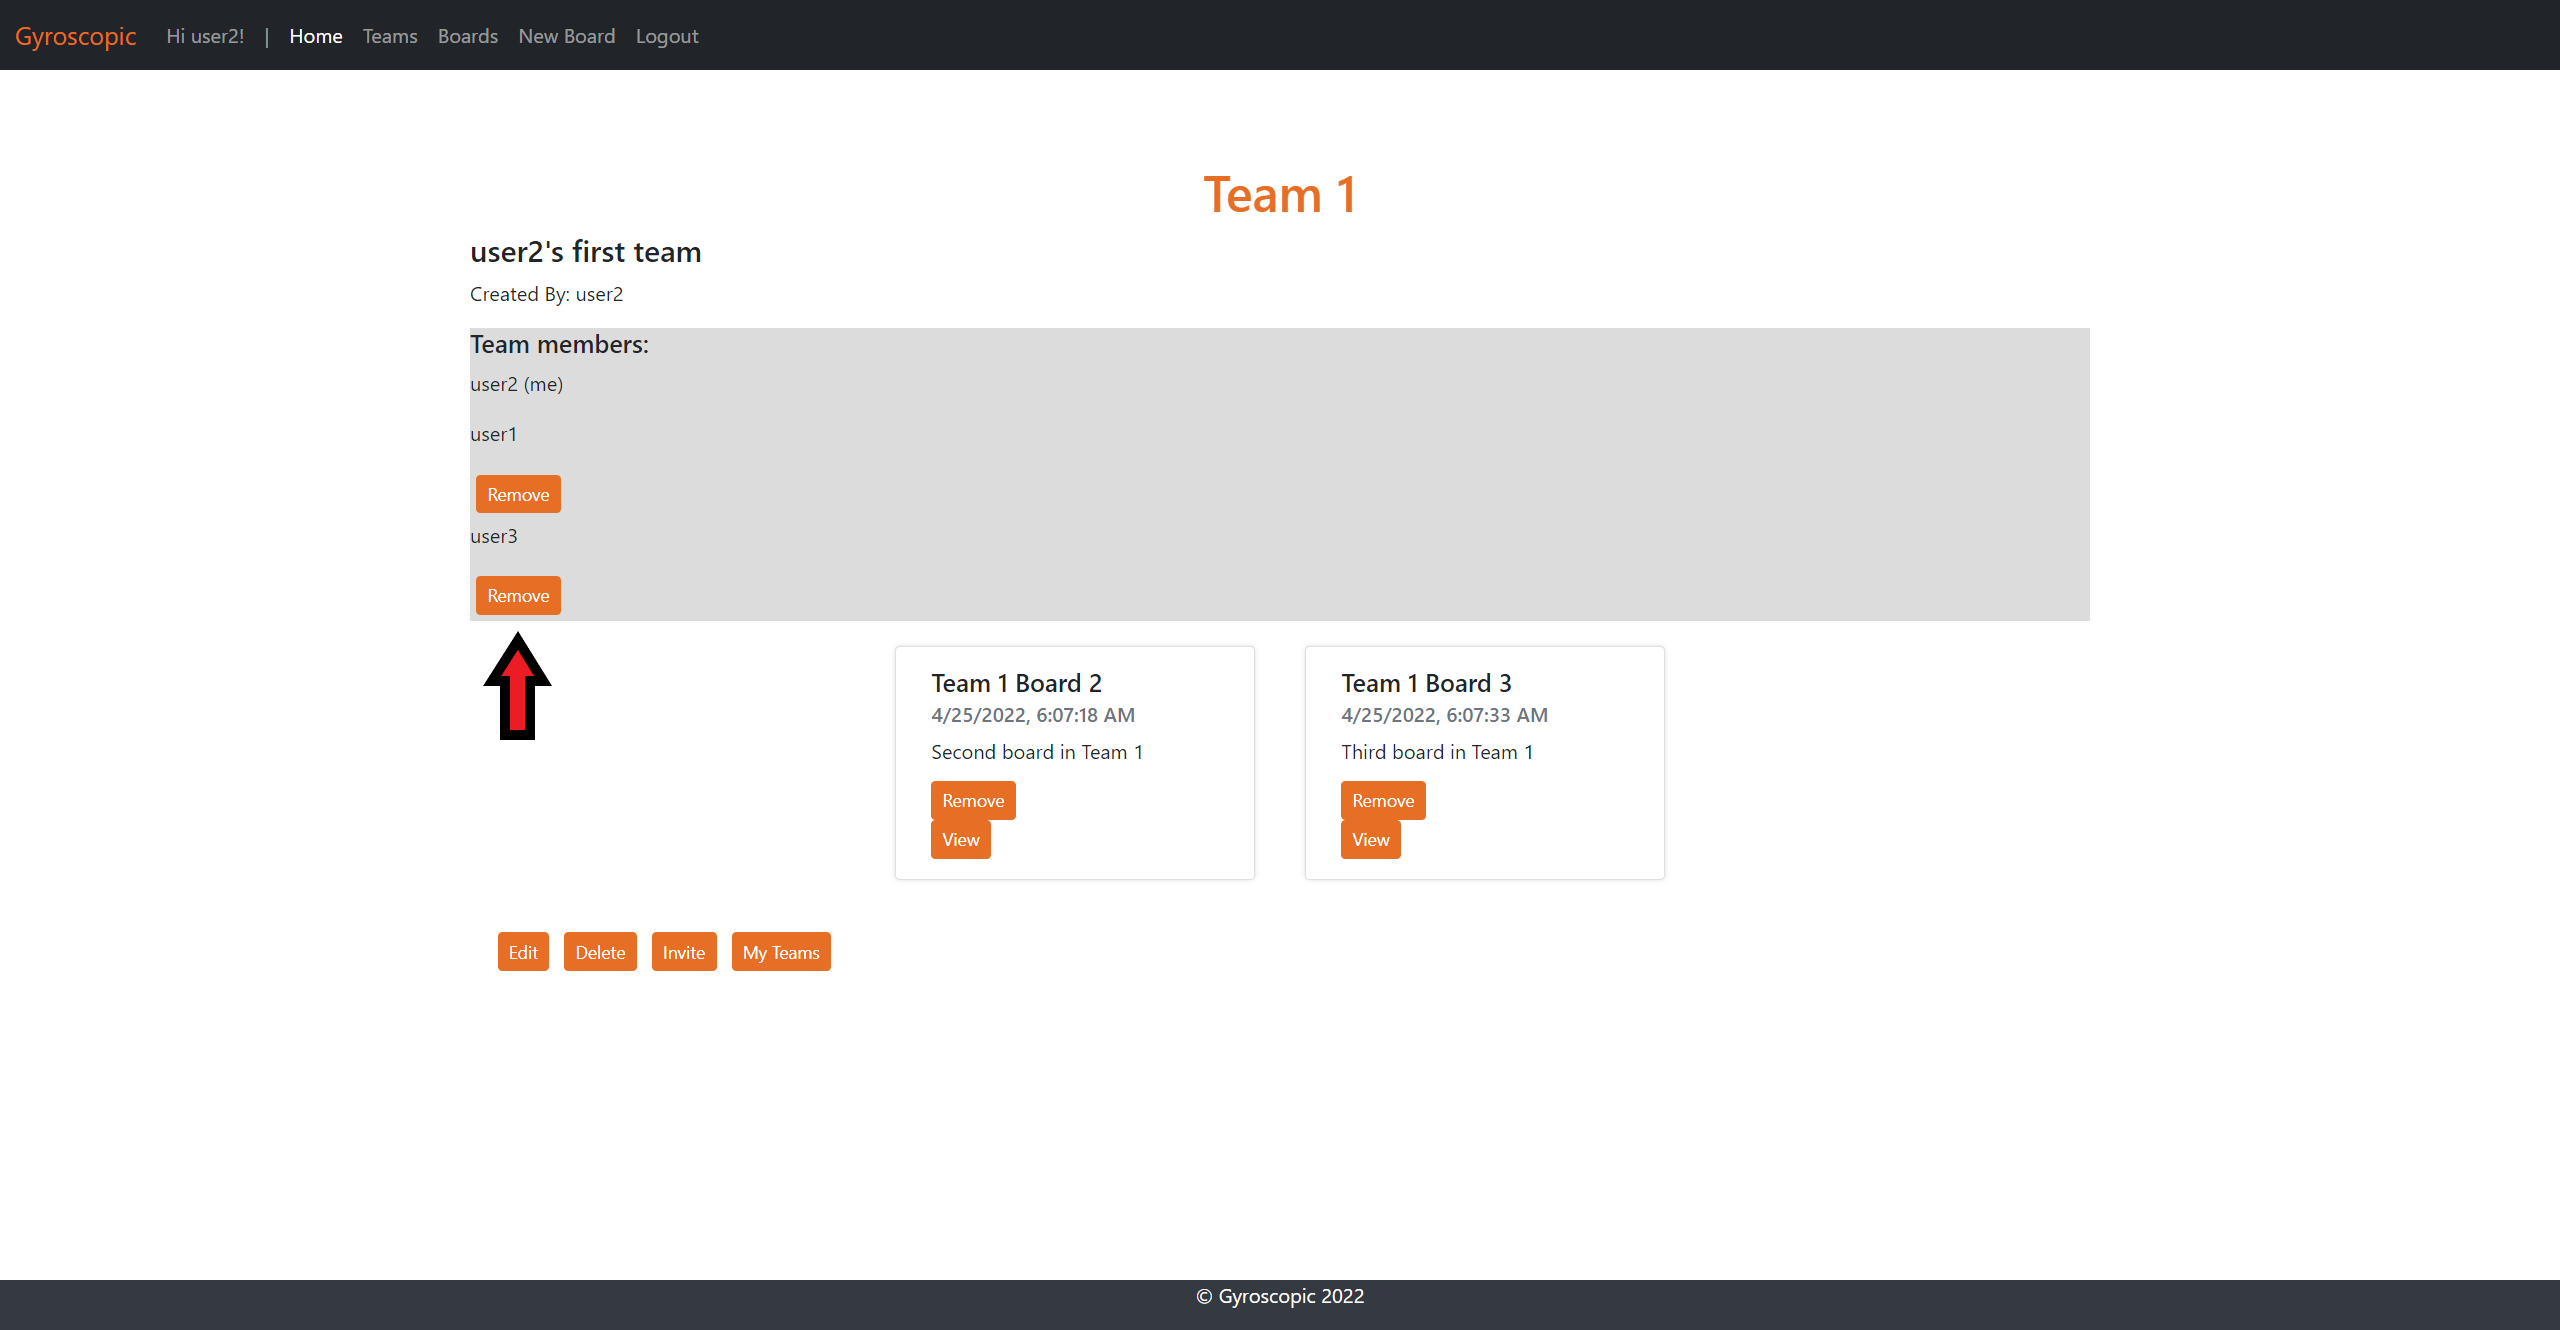 Gyroscopic Hi user2! | Home Teams Boards New Board Logout
Team 1
user2's first team
Created By: user2
Team members:
user2 (me)
user1
Remove
user3
Remove
Team 1 Board 2
4/25/2022, 6:07:18 AM
Second board in Team 1
Remove
View
Team 1 Board 3
4/25/2022, 6:07:33 AM
Third board in Team 1
Remove
View
Edit Delete Invite My Teams
© Gyroscopic 2022